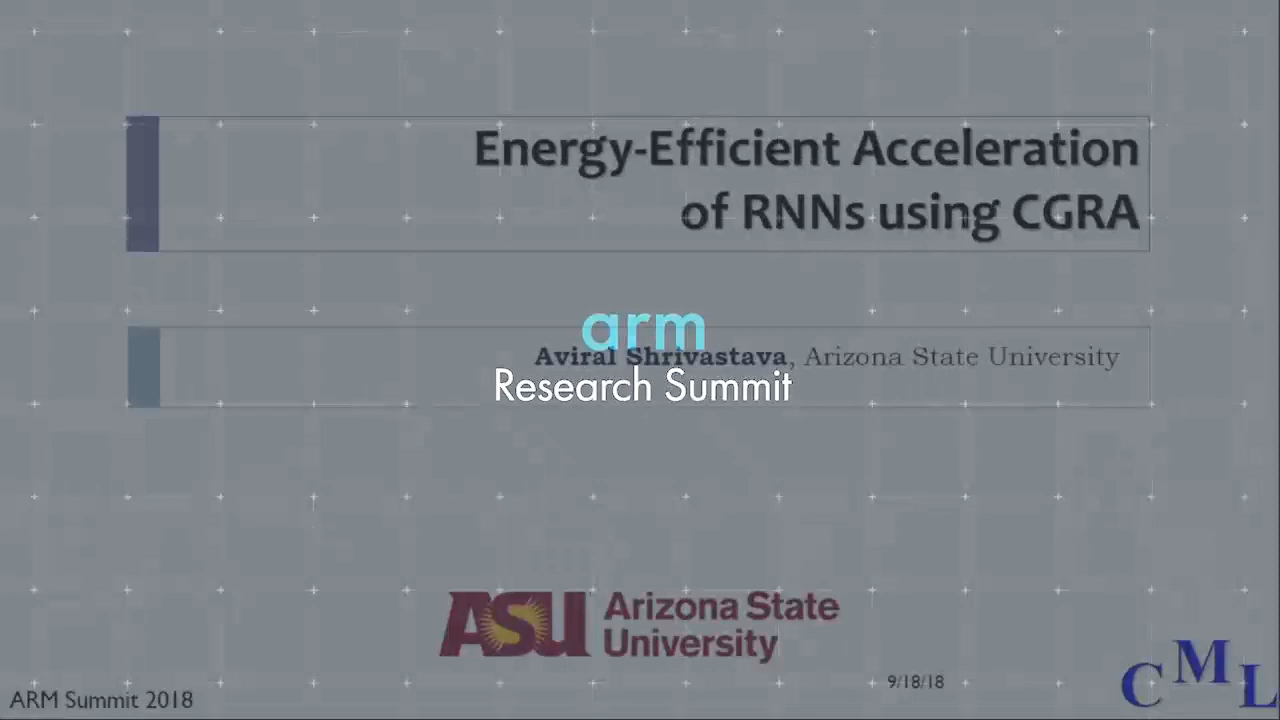 Energy-Efficient Acceleration
of RNNs using CGRA
arm
Aviral Shrivastava, Arizona State University
Research Summit
ASU Arizona State
University
9/18/18
ARM Summit 2018
CML